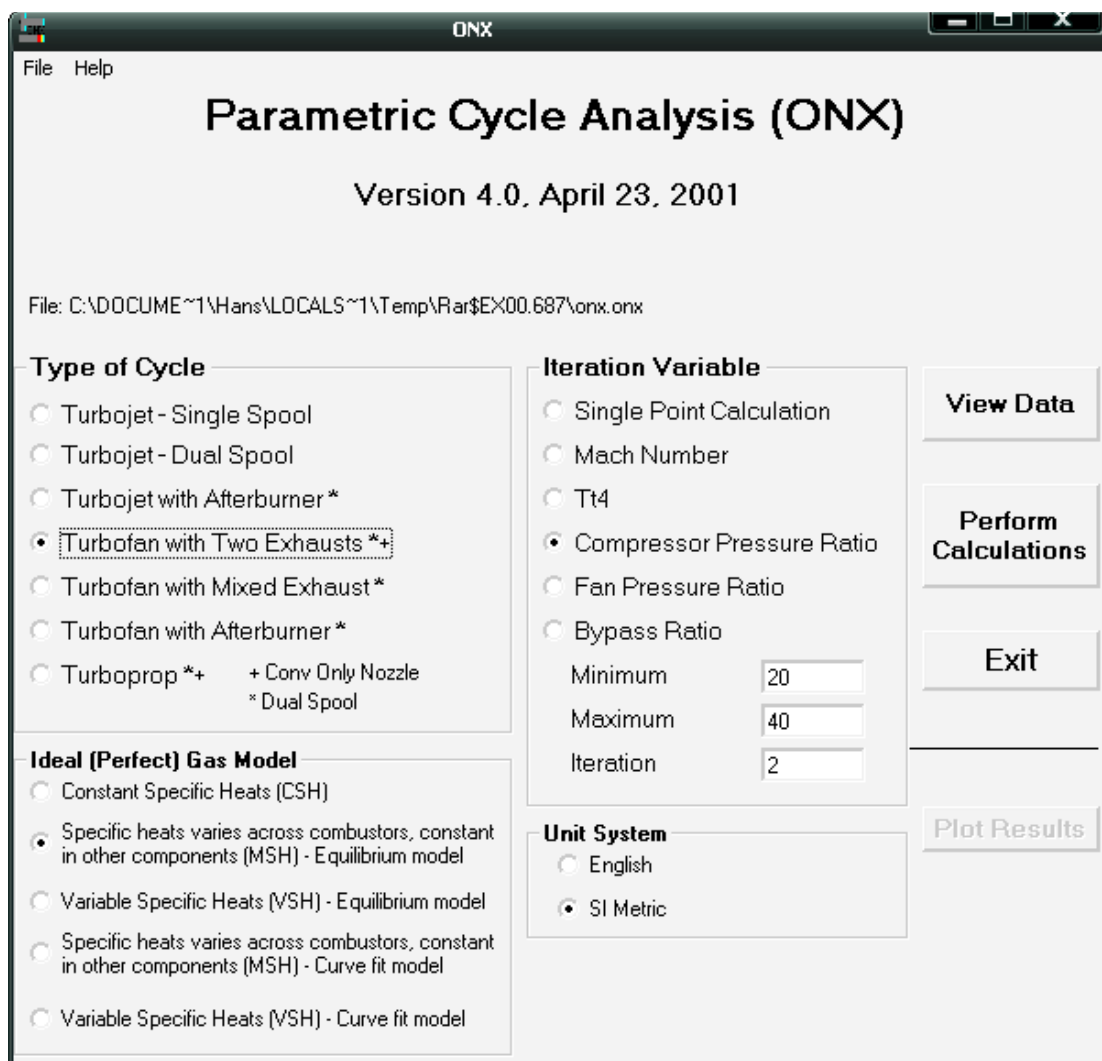 ONX
File Help
Parametric Cycle Analysis (ONX)
Version 4.0, April 23, 2001
File: C:\DOCUME~1\Hans\LOCALS~1\Temp\Rar$EX00.687\onx.onx
Type of Cycle
Turbojet - Single Spool
Turbojet - Dual Spool
Turbojet with Afterburner *
Turbofan with Two Exhausts *+
Turbofan with Mixed Exhaust *
Turbofan with Afterburner *
Turboprop *+
+ Conv Only Nozzle
* Dual Spool
Ideal (Perfect) Gas Model
Constant Specific Heats (CSH)
Specific heats varies across combustors, constant
in other components (MSH) - Equilibrium model
Variable Specific Heats (VSH) - Equilibrium model
Specific heats varies across combustors, constant
in other components (MSH) - Curve fit model
Variable Specific Heats (VSH) - Curve fit model
Iteration Variable
Single Point Calculation
Mach Number
Tt4
Compressor Pressure Ratio
Fan Pressure Ratio
Bypass Ratio
Minimum 20
Maximum 40
Iteration 2
Unit System
English
SI Metric
View Data
Perform
Calculations
Exit
Plot Results